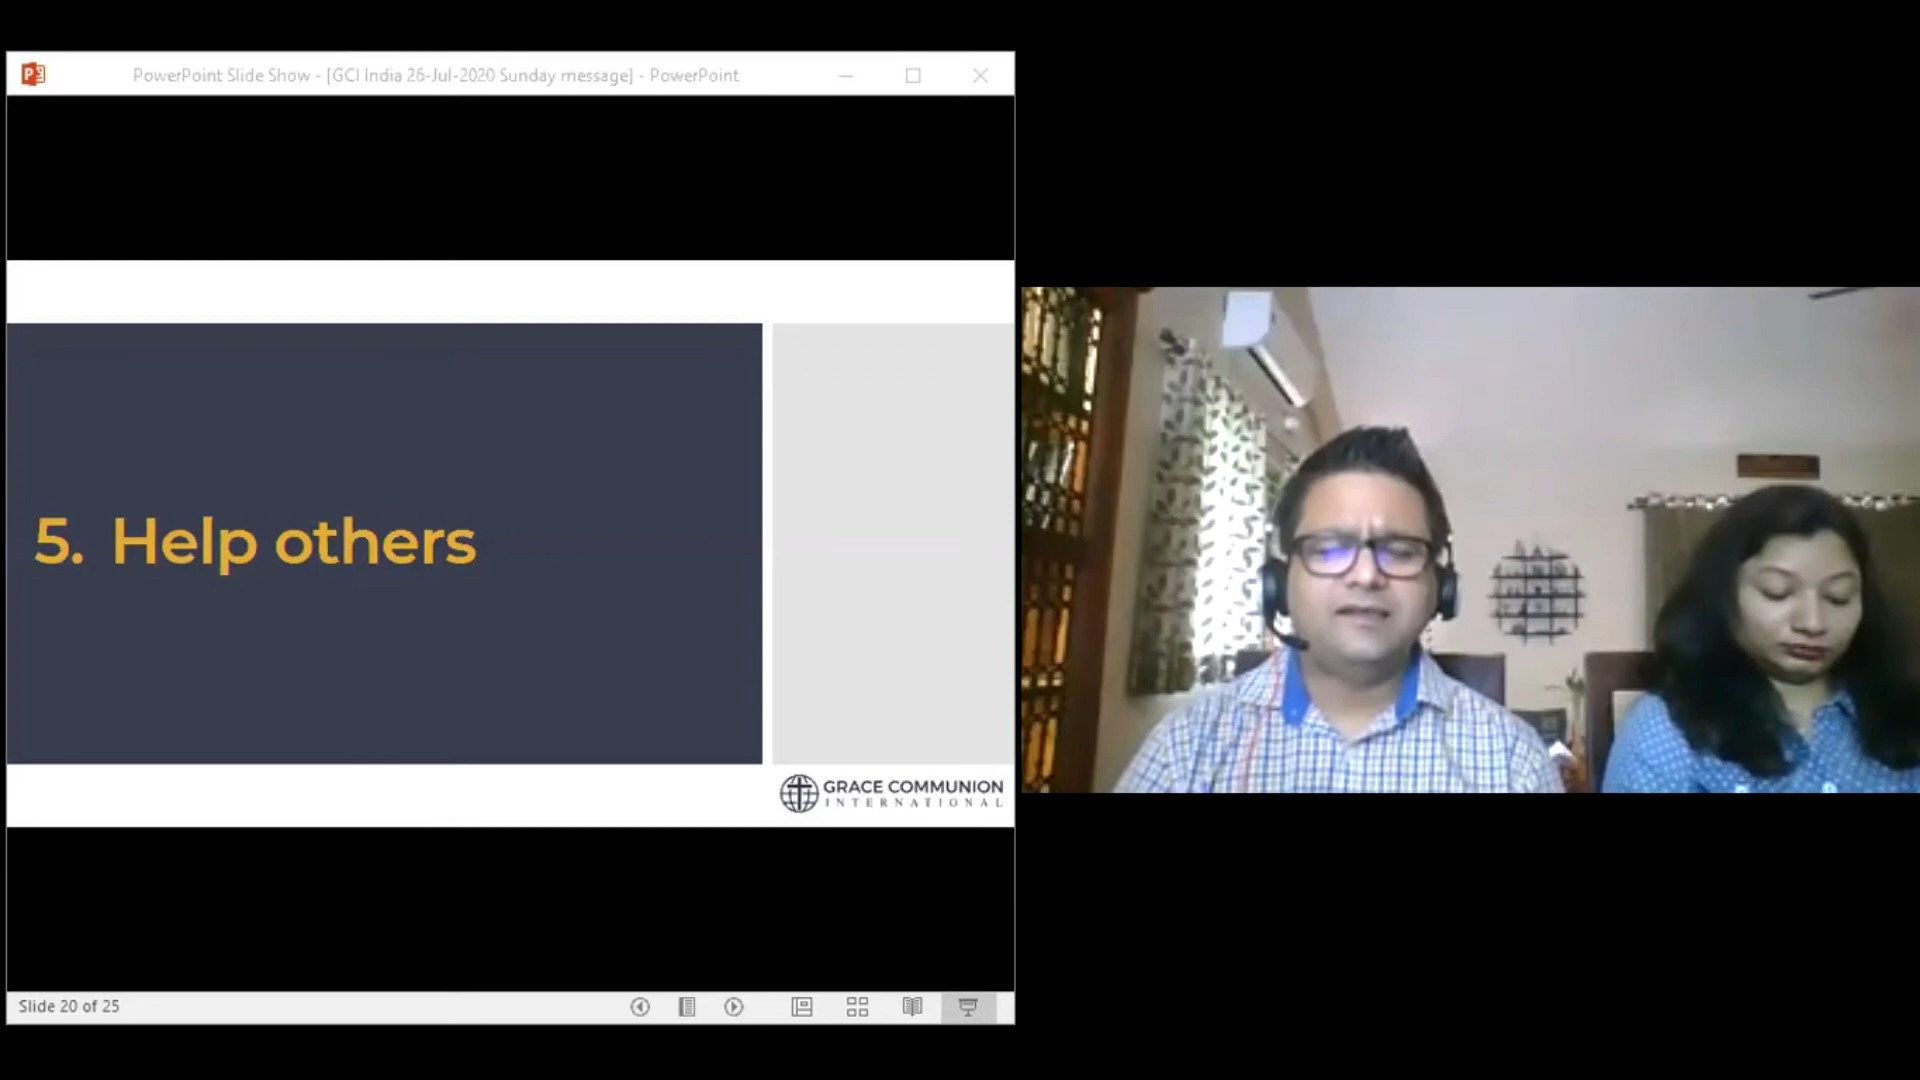 PowerPoint Slide Show - [GCI India 26-Jul-2020 Sunday message] - PowerPoint
5. Help others
GRACE COMMUNION
INTERNATIONAL
Slide 20 of 25